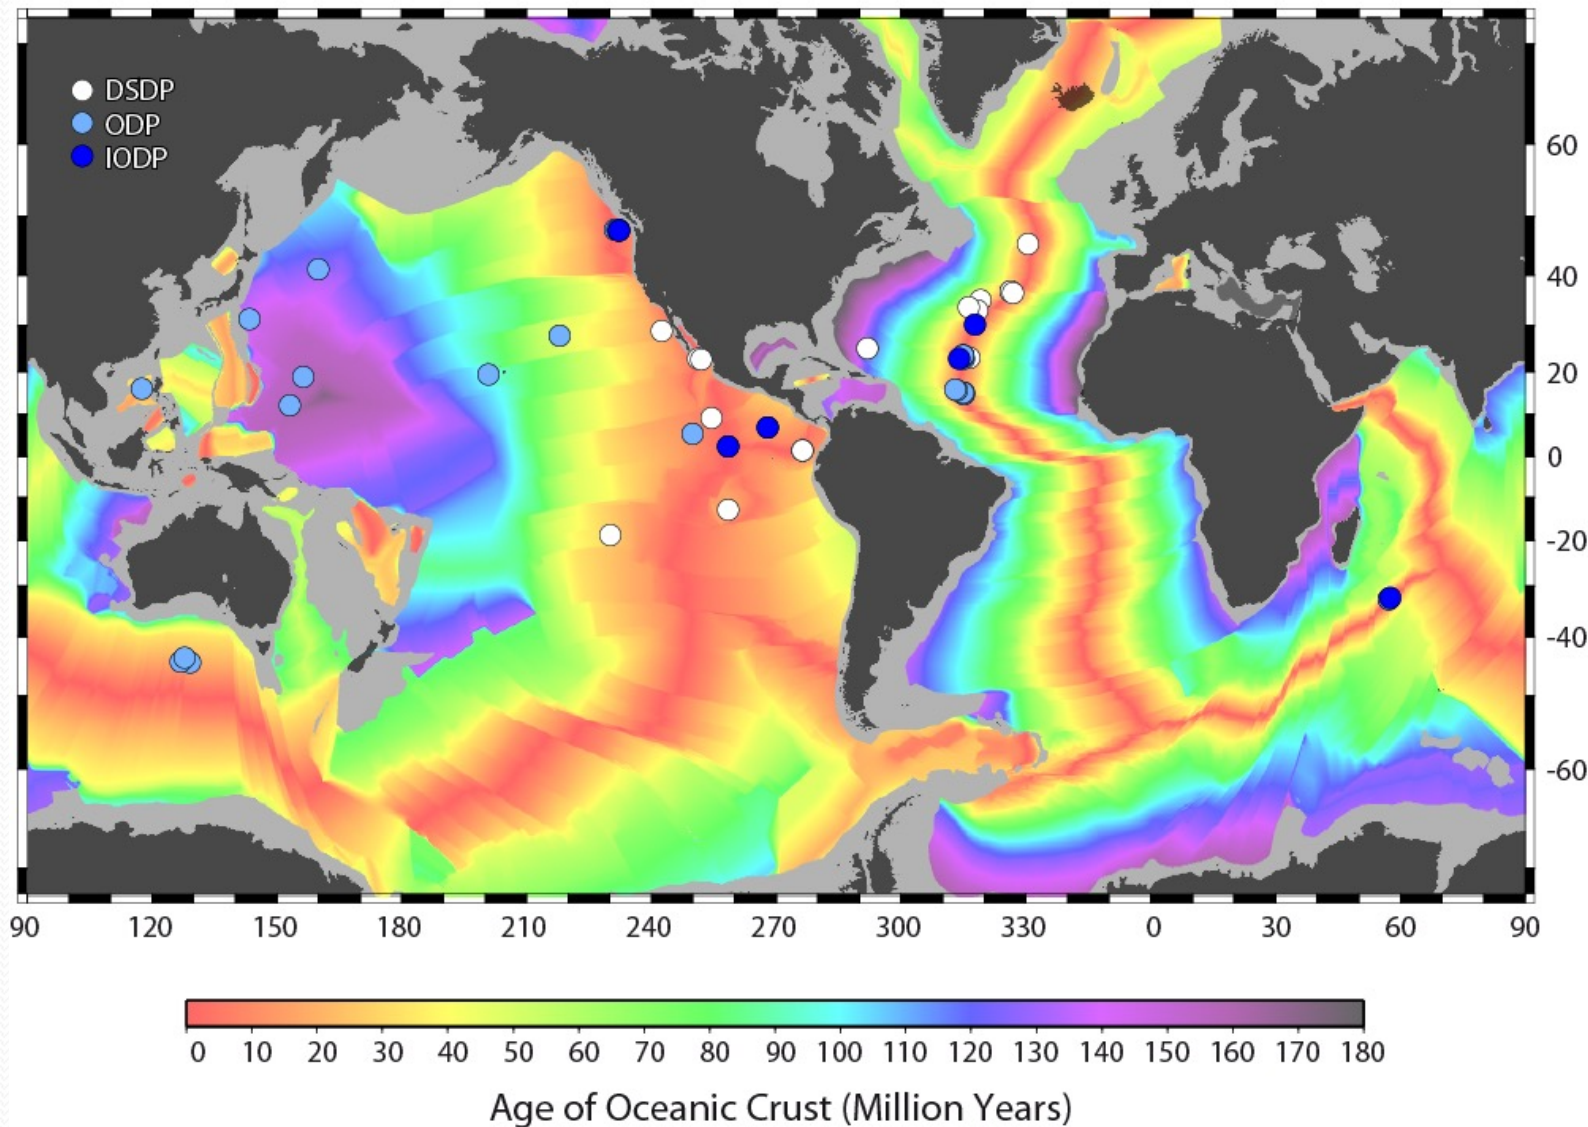 DSDP
ODP
IODP
60
40
20
0
-20
-40
-60
90 120 150 180 210 240 270 300 330 0 30 60 90
0 10 20 30 40 50 60 70 80 90 100 110 120 130 140 150 160 170 180
Age of Oceanic Crust (Million Years)